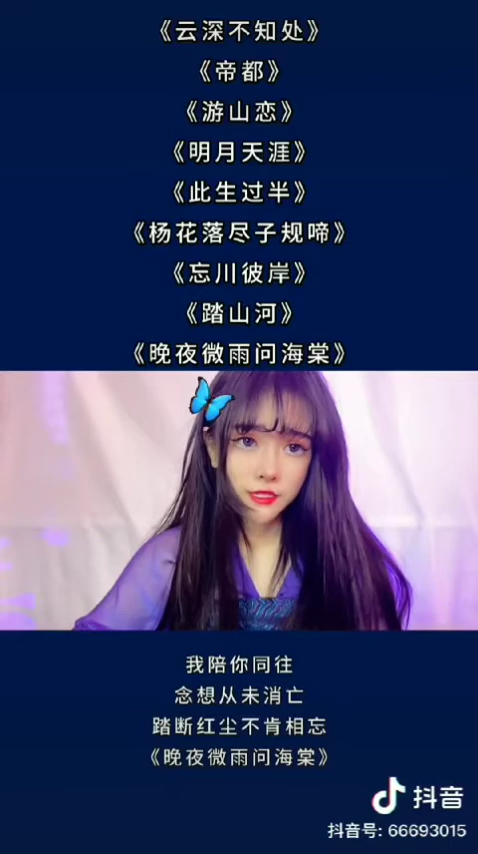 《云深不知处》
《帝都》
《游山恋》
《明月天涯》
《此生过半》
《杨花落尽子规啼》
《忘川彼岸》
《踏山河》
《晚夜微雨问海棠》
我陪你同往
念想从未消亡
踏断红尘不肯相忘
《晚夜微雨问海棠》
抖音
抖音号: 66693015